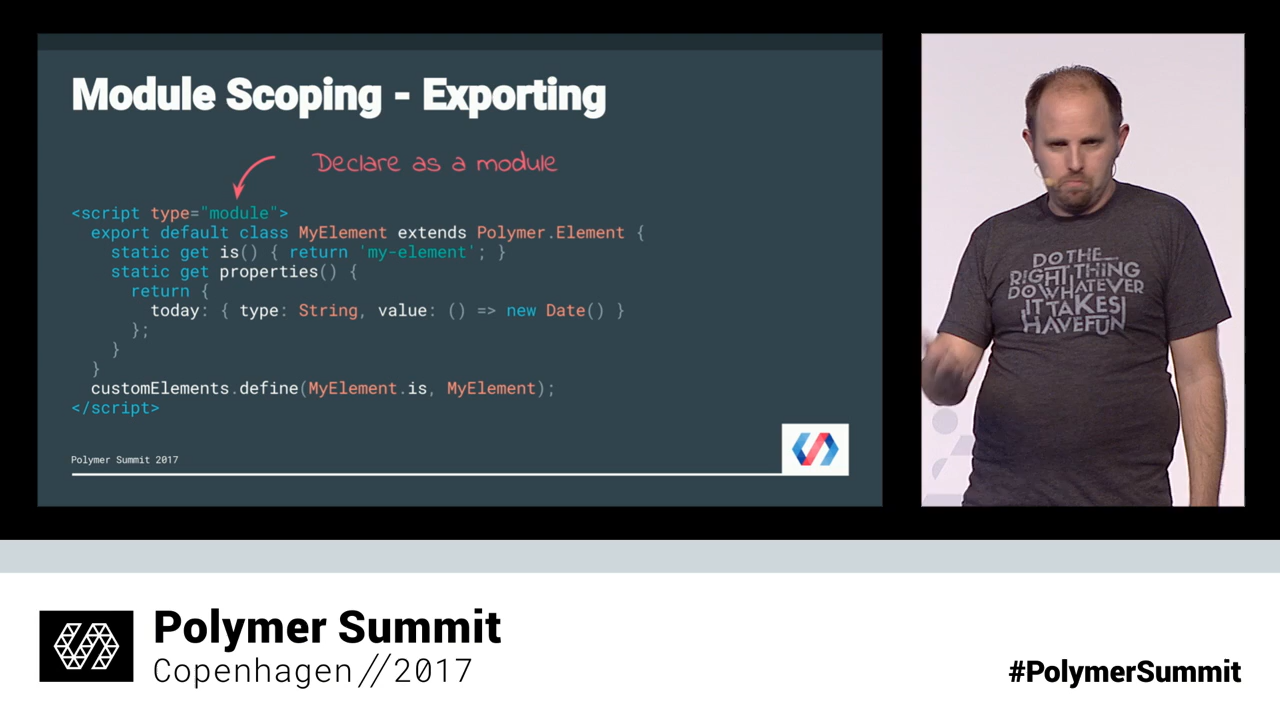 Module Scoping - Exporting
Declare as a module
<script type="module">
  export default class MyElement extends Polymer.Element {
    static get is() { return 'my-element'; }
    static get properties() {
      return {
        today: { type: String, value: () => new Date() }
      };
    }
  }
  customElements.define(MyElement.is, MyElement);
</script>
Polymer Summit 2017
DO THE
RIGHT THING
DO WHATEVER
IT TAKES
HAVE FUN
Polymer Summit
Copenhagen //2017
#PolymerSummit